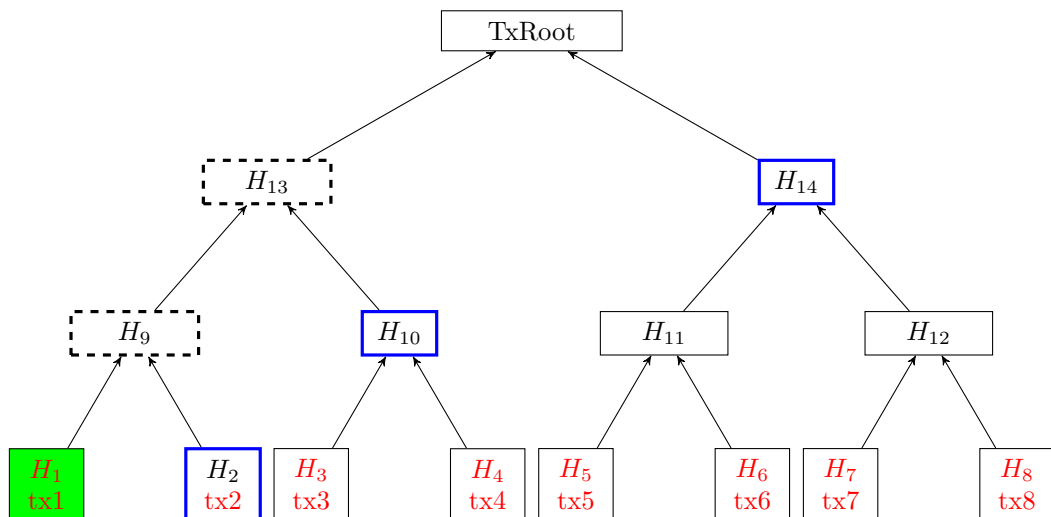 TxRoot
H₁₃
H₁₄
H₉
H₁₀
H₁₁
H₁₂
H₁
tx1
H₂
tx2
H₃
tx3
H₄
tx4
H₅
tx5
H₆
tx6
H₇
tx7
H₈
tx8